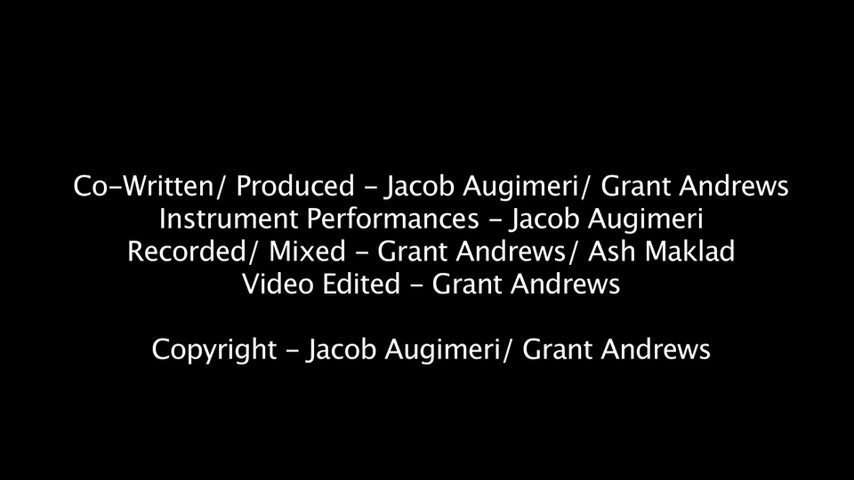 Co-Written/ Produced - Jacob Augimeri/ Grant Andrews
Instrument Performances - Jacob Augimeri
Recorded/ Mixed - Grant Andrews/ Ash Maklad
Video Edited - Grant Andrews
Copyright - Jacob Augimeri/ Grant Andrews